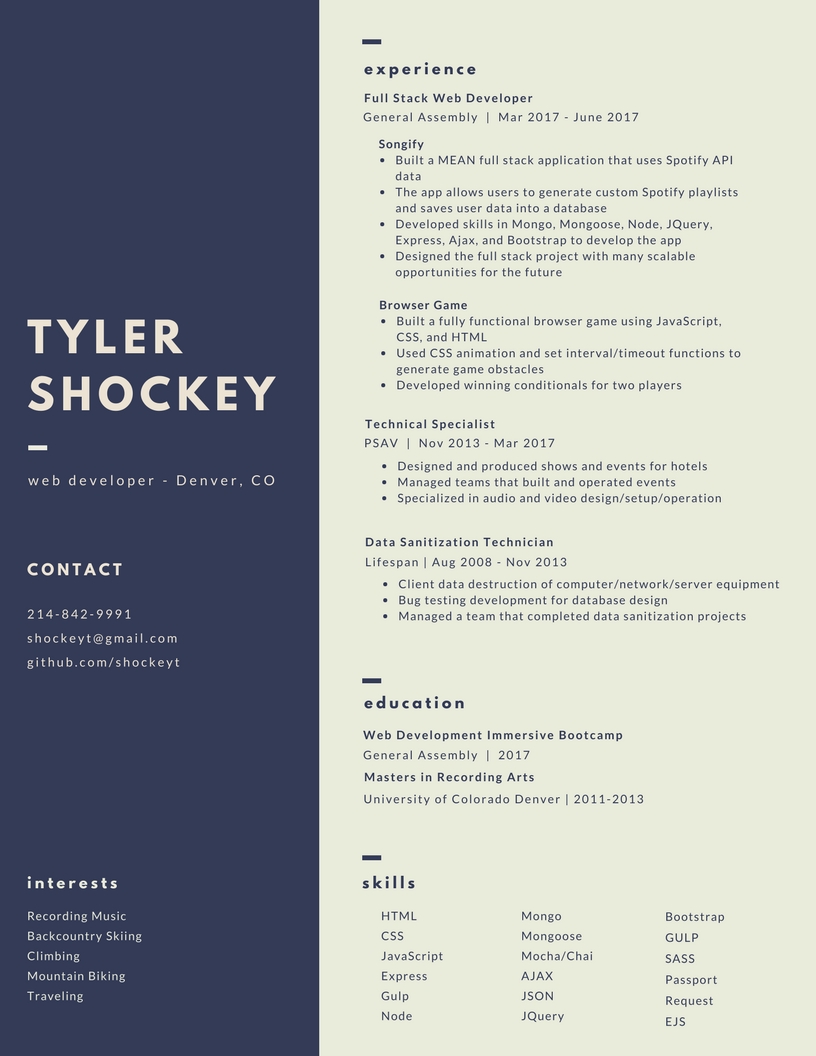 TYLER
SHOCKEY
web developer - Denver, CO
CONTACT
214-842-9991
shockeyt@gmail.com
github.com/shockeyt
interests
Recording Music
Backcountry Skiing
Climbing
Mountain Biking
Traveling
experience
Full Stack Web Developer
General Assembly | Mar 2017 - June 2017
Songify
• Built a MEAN full stack application that uses Spotify API
data
• The app allows users to generate custom Spotify playlists
and saves user data into a database
• Developed skills in Mongo, Mongoose, Node, JQuery,
Express, Ajax, and Bootstrap to develop the app
• Designed the full stack project with many scalable
opportunities for the future
Browser Game
• Built a fully functional browser game using JavaScript,
CSS, and HTML
• Used CSS animation and set interval/timeout functions to
generate game obstacles
• Developed winning conditionals for two players
Technical Specialist
PSAV | Nov 2013 - Mar 2017
• Designed and produced shows and events for hotels
• Managed teams that built and operated events
• Specialized in audio and video design/setup/operation
Data Sanitization Technician
Lifespan | Aug 2008 - Nov 2013
• Client data destruction of computer/network/server equipment
• Bug testing development for database design
• Managed a team that completed data sanitization projects
education
Web Development Immersive Bootcamp
General Assembly | 2017
Masters in Recording Arts
University of Colorado Denver | 2011-2013
skills
HTML
CSS
JavaScript
Express
Gulp
Node
Mongo
Mongoose
Mocha/Chai
AJAX
JSON
JQuery
Bootstrap
GULP
SASS
Passport
Request
EJS